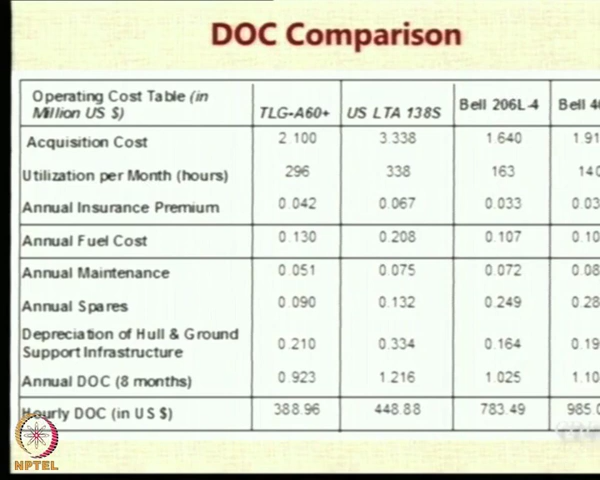 DOC Comparison
Operating Cost Table (in Million US $) TLG-A60+ US LTA 138S Bell 206L-4 Bell 4
Acquisition Cost 2.100 3.338 1.640 1.91
Utilization per Month (hours) 296 338 163 140
Annual Insurance Premium 0.042 0.067 0.033 0.03
Annual Fuel Cost 0.130 0.208 0.107 0.10
Annual Maintenance 0.051 0.075 0.072 0.08
Annual Spares 0.090 0.132 0.249 0.28
Depreciation of Hull & Ground Support Infrastructure 0.210 0.334 0.164 0.19
Annual DOC (8 months) 0.923 1.216 1.025 1.10
Hourly DOC (in US $) 388.96 448.88 783.49 985.0
NPTEL